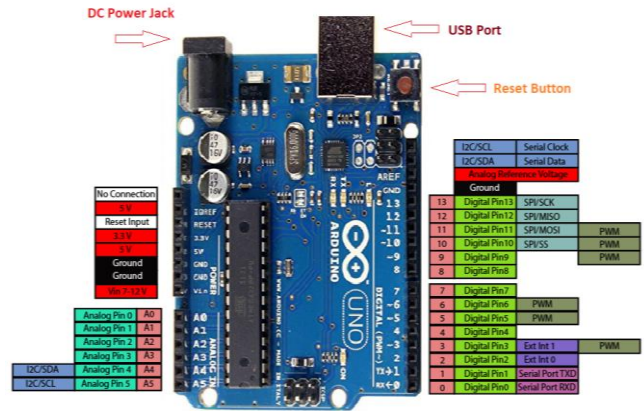 DC Power Jack
USB Port
Reset Button
I2C/SCL Serial Clock
I2C/SDA Serial Data
Analog Reference Voltage
Ground
13 Digital Pin13 SPI/SCK
12 Digital Pin12 SPI/MISO
11 Digital Pin11 SPI/MOSI PWM
10 Digital Pin10 SPI/SS PWM
9 Digital Pin9 PWM
8 Digital Pin8
7 Digital Pin7
6 Digital Pin6 PWM
5 Digital Pin5 PWM
4 Digital Pin4
3 Digital Pin3 Ext Int 1 PWM
2 Digital Pin2 Ext Int 0
1 Digital Pin1 Serial Port TXD
0 Digital Pin0 Serial Port RXD
No Connection
5 V
Reset Input
3.3 V
5 V
Ground
Ground
Vin 7-12 V
Analog Pin 0 A0
Analog Pin 1 A1
Analog Pin 2 A2
Analog Pin 3 A3
I2C/SDA Analog Pin 4 A4
I2C/SCL Analog Pin 5 A5
47
16V
47
16V
IOREF
RESET
3.3V
5V
GND
GND
Vin
POWER
A0
A1
A2
A3
A4
A5
ANALOG IN
RX
TX
AREF
GND
13
12
~11
~10
~9
8
7
~6
~5
4
~3
2
TX→1
RX←0
DIGITAL (PWM~)
ARDUINO
UNO
ON
ICSP